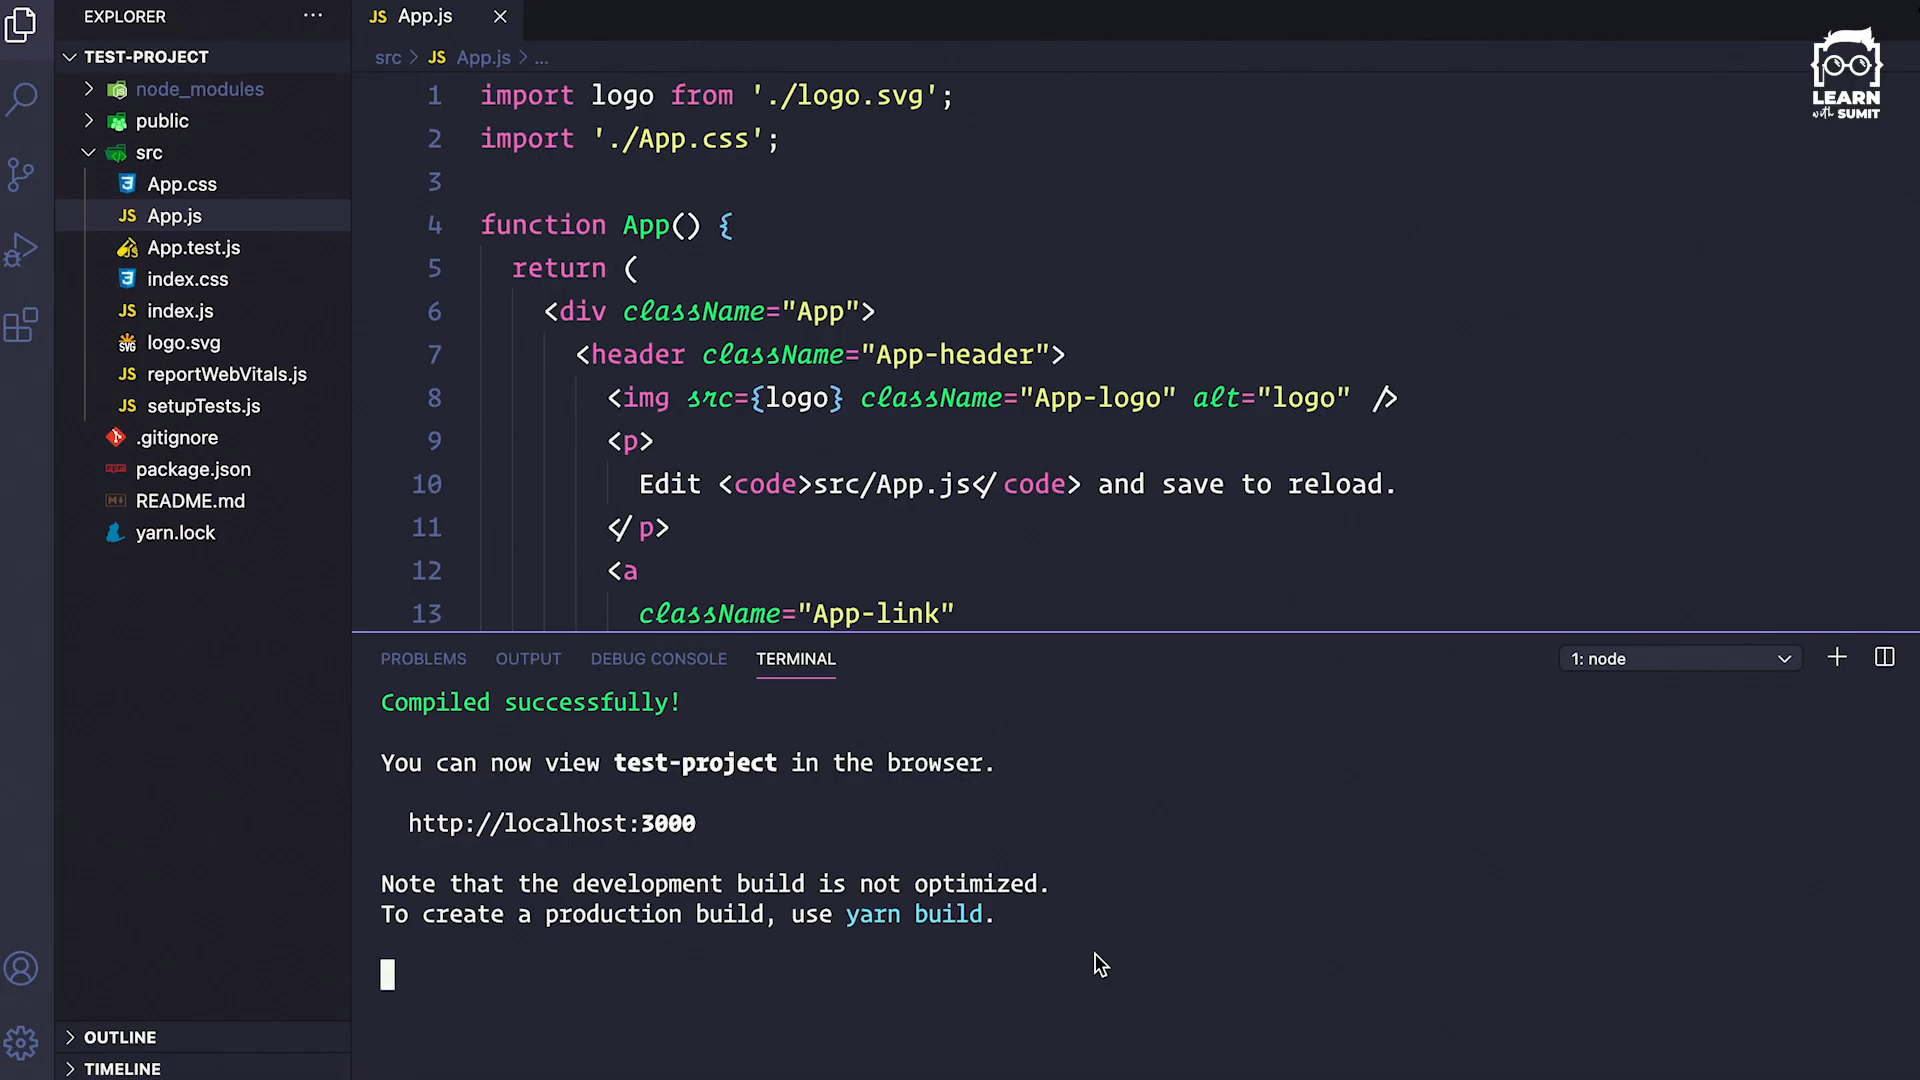 EXPLORER
TEST-PROJECT
node_modules
public
src
App.css
JS App.js
App.test.js
index.css
JS index.js
SVG logo.svg
JS reportWebVitals.js
JS setupTests.js
.gitignore
package.json
README.md
yarn.lock
OUTLINE
TIMELINE
JS App.js
src > JS App.js > ...
1 import logo from './logo.svg';
2 import './App.css';
3
4 function App() {
5 return (
6 <div className="App">
7 <header className="App-header">
8 <img src={logo} className="App-logo" alt="logo" />
9 <p>
10 Edit <code>src/App.js</code> and save to reload.
11 </p>
12 <a
13 className="App-link"
PROBLEMS OUTPUT DEBUG CONSOLE TERMINAL 1: node
Compiled successfully!
You can now view test-project in the browser.
http://localhost:3000
Note that the development build is not optimized.
To create a production build, use yarn build.
LEARN
with SUMIT